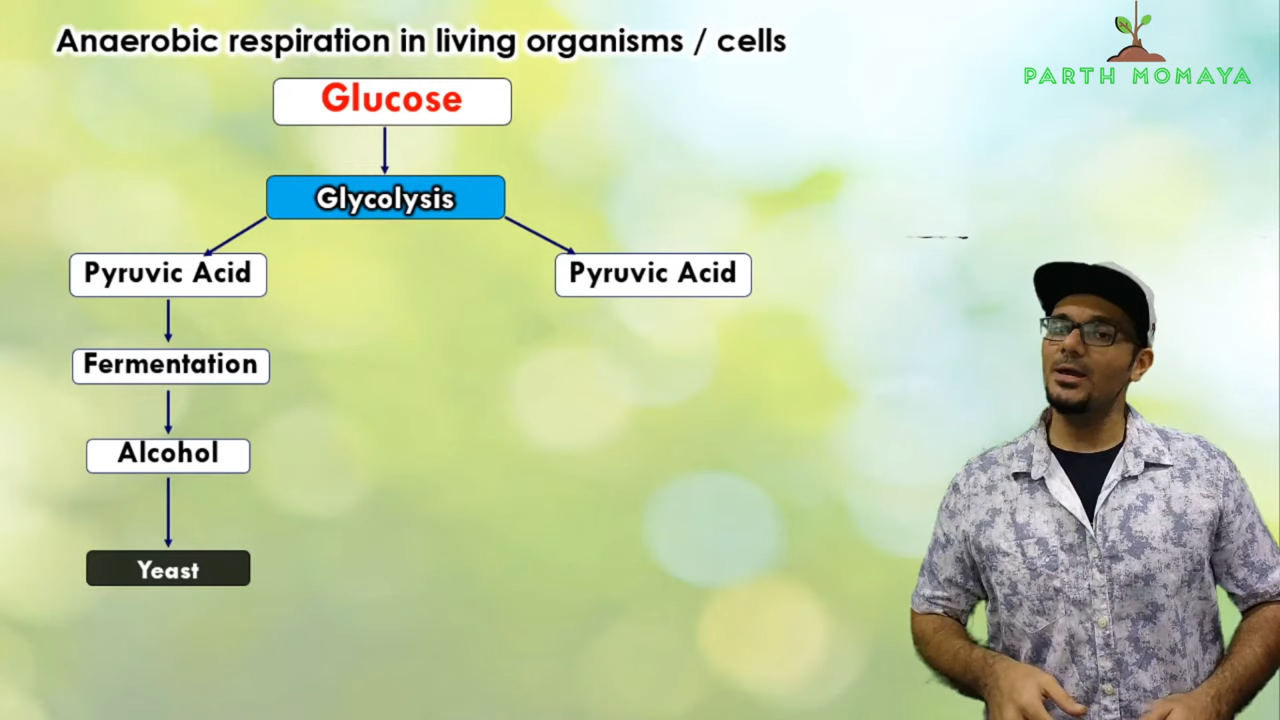 Anaerobic respiration in living organisms / cells
PARTH MOMAYA
Glucose
Glycolysis
Pyruvic Acid
Pyruvic Acid
Fermentation
Alcohol
Yeast